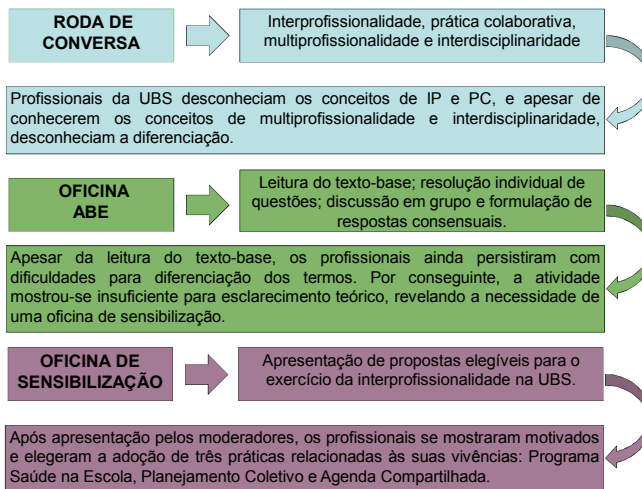 RODA DE
CONVERSA
Interprofissionalidade, prática colaborativa,
multiprofissionalidade e interdisciplinaridade
Profissionais da UBS desconheciam os conceitos de IP e PC, e apesar de
conhecerem os conceitos de multiprofissionalidade e interdisciplinaridade,
desconheciam a diferenciação.
OFICINA
ABE
Leitura do texto-base; resolução individual de
questões; discussão em grupo e formulação de
respostas consensuais.
Apesar da leitura do texto-base, os profissionais ainda persistiram com
dificuldades para diferenciação dos termos. Por conseguinte, a atividade
mostrou-se insuficiente para esclarecimento teórico, revelando a necessidade de
uma oficina de sensibilização.
OFICINA DE
SENSIBILIZAÇÃO
Apresentação de propostas elegíveis para o
exercício da interprofissionalidade na UBS.
Após apresentação pelos moderadores, os profissionais se mostraram motivados
e elegeram a adoção de três práticas relacionadas às suas vivências: Programa
Saúde na Escola, Planejamento Coletivo e Agenda Compartilhada.